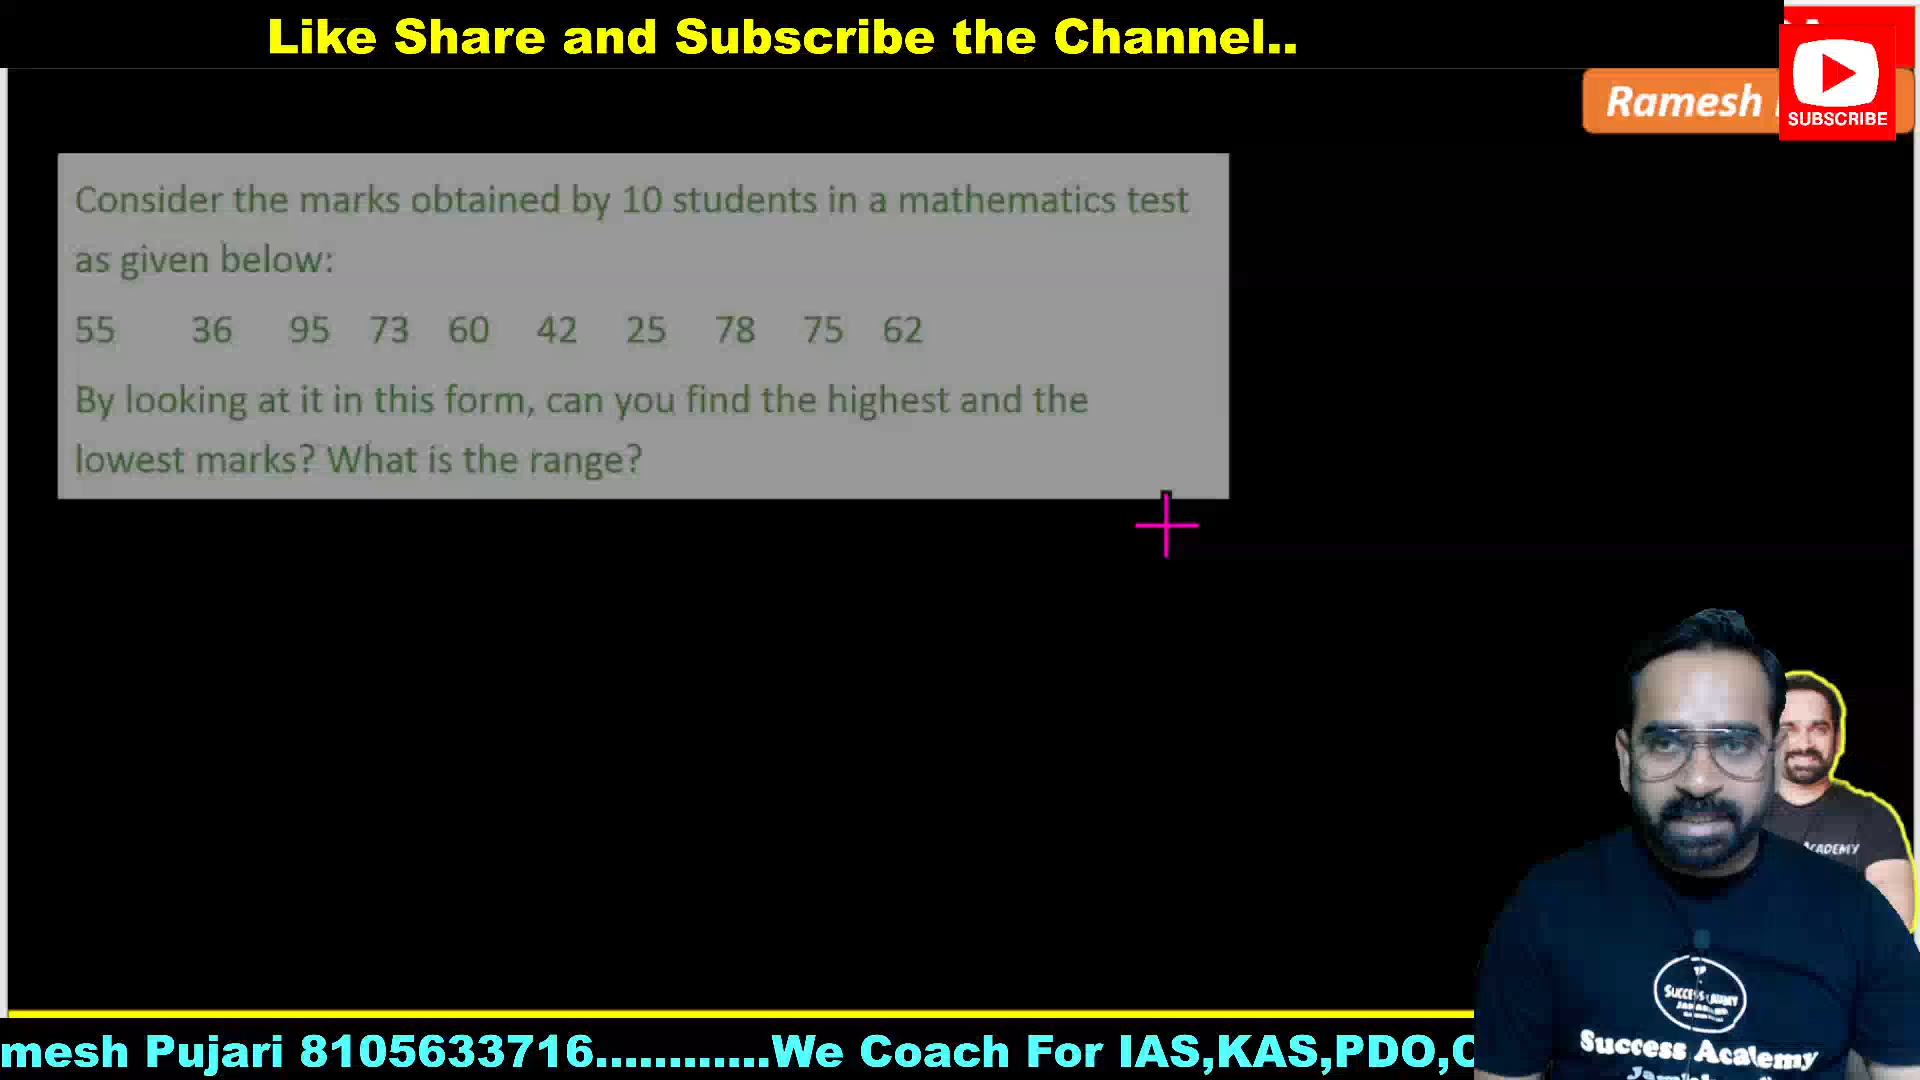 Like Share and Subscribe the Channel..
Ramesh
SUBSCRIBE
Consider the marks obtained by 10 students in a mathematics test
as given below:
55 36 95 73 60 42 25 78 75 62
By looking at it in this form, can you find the highest and the
lowest marks? What is the range?
ACADEMY
SUCCESS ACADEMY
Success Academy
mesh Pujari 8105633716............We Coach For IAS,KAS,PDO,